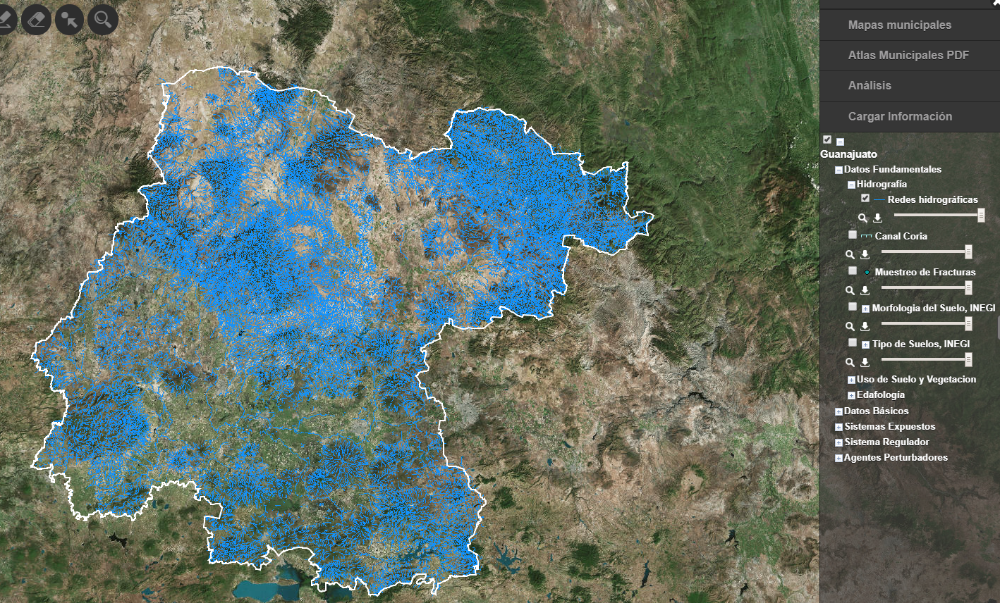 Mapas municipales
Atlas Municipales PDF
Análisis
Cargar Información
Guanajuato
Datos Fundamentales
Hidrografía
Redes hidrográficas
Canal Coria
Muestreo de Fracturas
Morfologia del Suelo, INEGI
Tipo de Suelos, INEGI
Uso de Suelo y Vegetacion
Edafología
Datos Básicos
Sistemas Expuestos
Sistema Regulador
Agentes Perturbadores